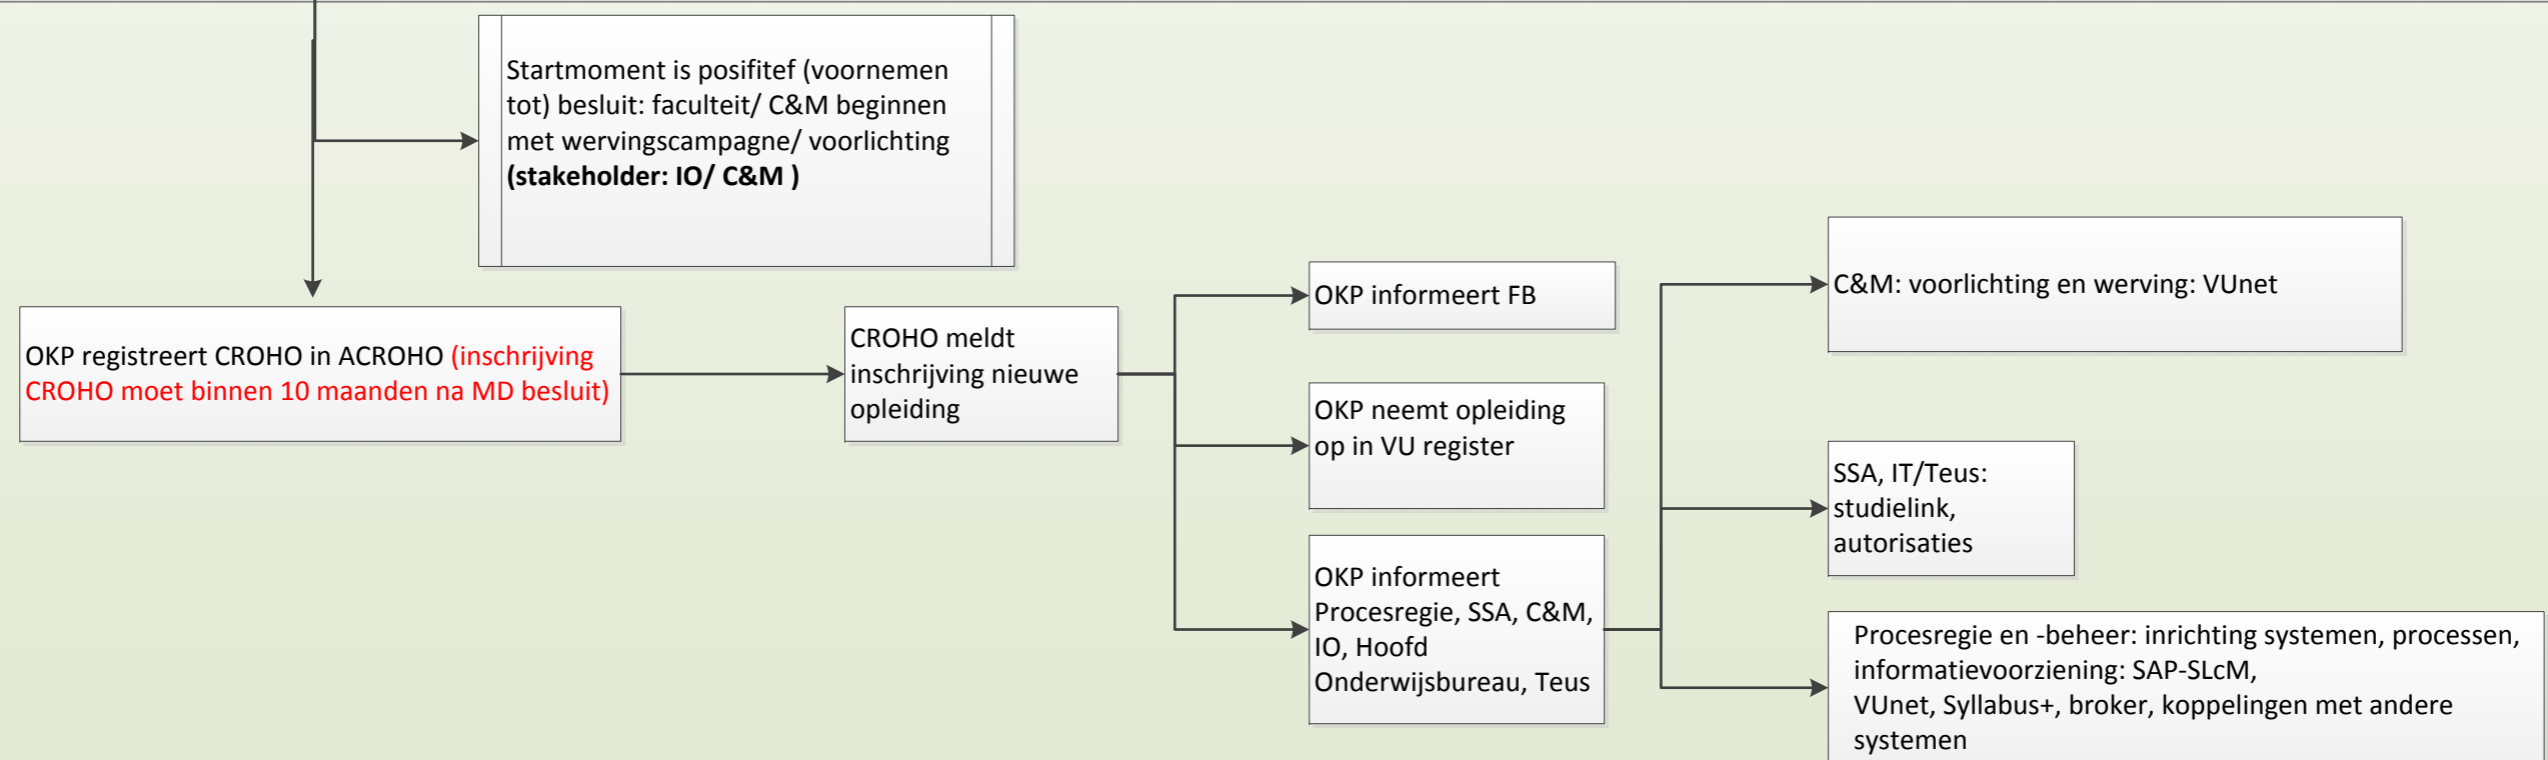 Startmoment is posifitef (voornemen
tot) besluit: faculteit/ C&M beginnen
met wervingscampagne/ voorlichting
(stakeholder: IO/ C&M )
OKP registreert CROHO in ACROHO (inschrijving
CROHO moet binnen 10 maanden na MD besluit)
CROHO meldt
inschrijving nieuwe
opleiding
OKP informeert FB
OKP neemt opleiding
op in VU register
OKP informeert
Procesregie, SSA, C&M,
IO, Hoofd
Onderwijsbureau, Teus
C&M: voorlichting en werving: VUnet
SSA, IT/Teus:
studielink,
autorisaties
Procesregie en -beheer: inrichting systemen, processen,
informatievoorziening: SAP-SLcM,
VUnet, Syllabus+, broker, koppelingen met andere
systemen